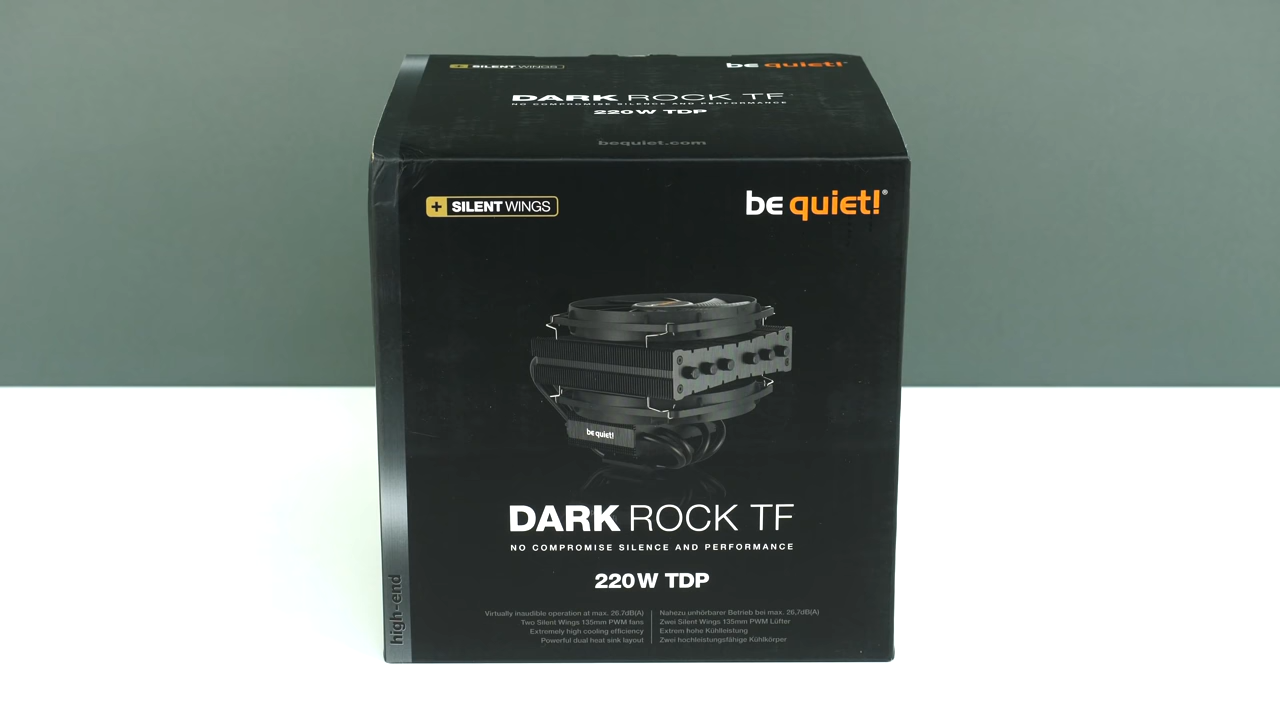 + SILENT WINGS
be quiet!
DARK ROCK TF
NO COMPROMISE SILENCE AND PERFORMANCE
220W TDP
bequiet.com
+ SILENT WINGS
be quiet!®
be quiet!
DARK ROCK TF
NO COMPROMISE SILENCE AND PERFORMANCE
220W TDP
high-end
Virtually inaudible operation at max. 26.7dB(A)
Two Silent Wings 135mm PWM fans
Extremely high cooling efficiency
Powerful dual heat sink layout
Nahezu unhörbarer Betrieb bei max. 26,7dB(A)
Zwei Silent Wings 135mm PWM Lüfter
Extrem hohe Kühlleistung
Zwei hochleistungsfähige Kühlkörper